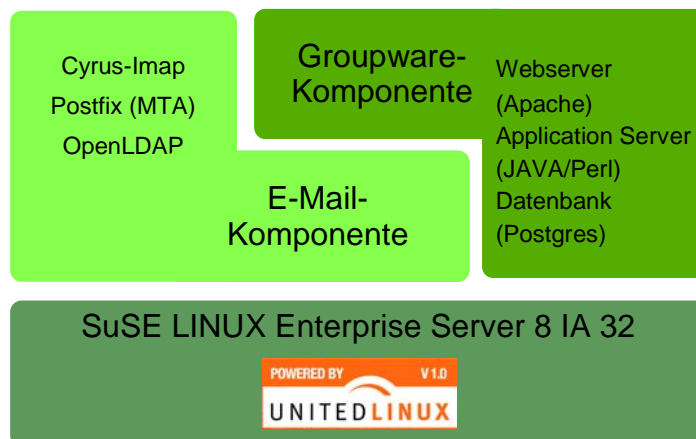 Cyrus-Imap
Postfix (MTA)
OpenLDAP
E-Mail-
Komponente
Groupware-
Komponente
Webserver
(Apache)
Application Server
(JAVA/Perl)
Datenbank
(Postgres)
SuSE LINUX Enterprise Server 8 IA 32
POWERED BY V 1.0
UNITEDLINUX